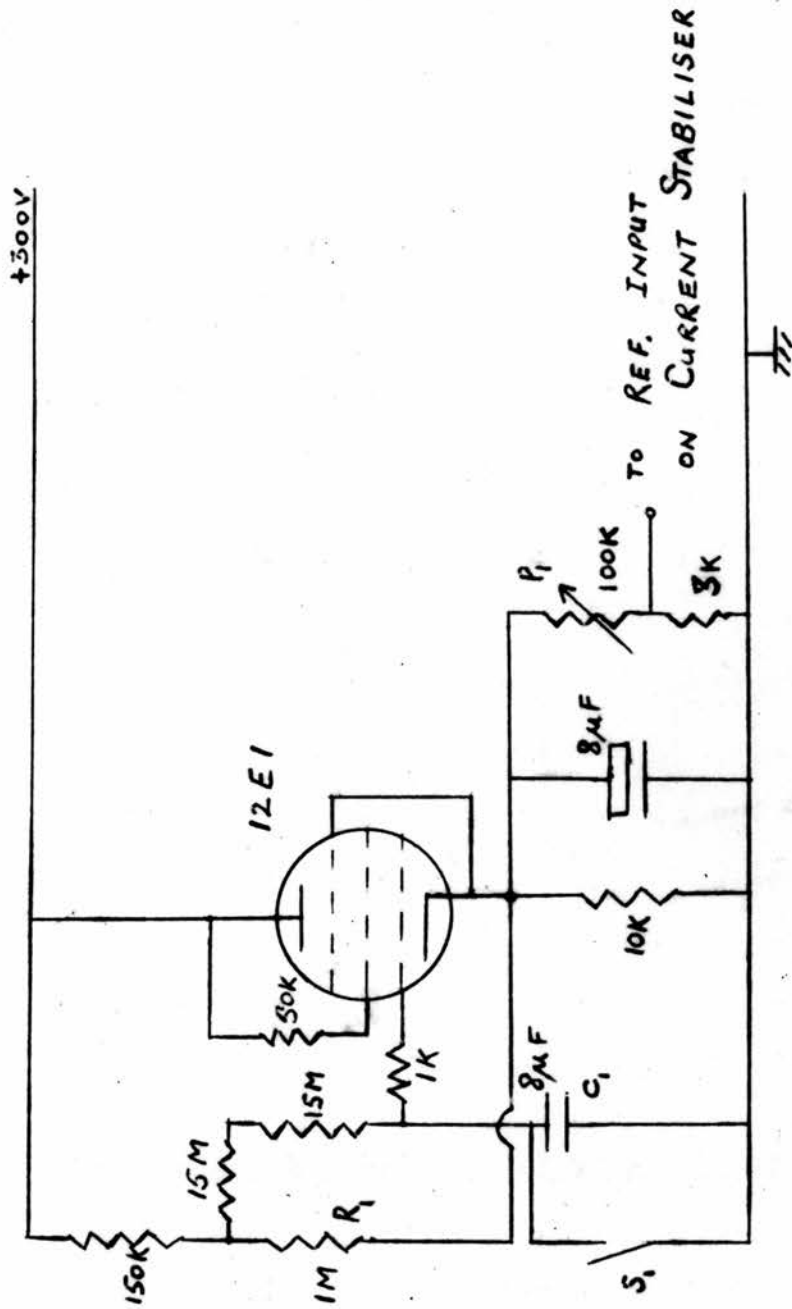 +300V
12E1
150K
15M
15M
1K
1M
R₁
8µF
C₁
S₁
10K
8µF
P₁
100K
3K
TO REF. INPUT
ON CURRENT STABILISER